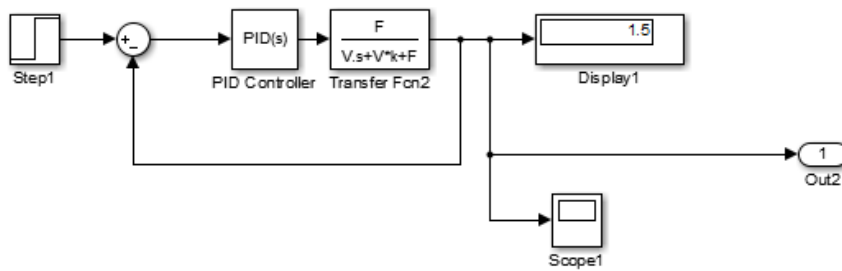 Step1
+
_
PID(s)
PID Controller
F
V.s+V*k+F
Transfer Fcn2
1.5
Display1
1
Out2
Scope1